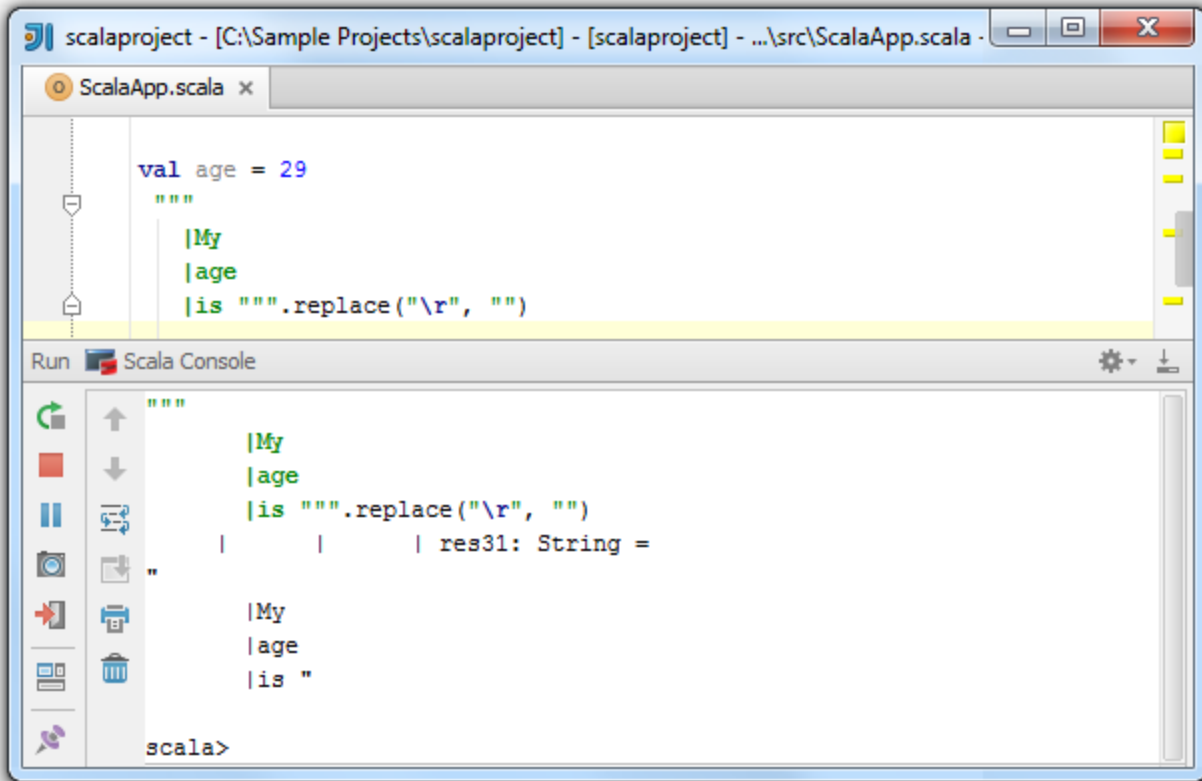 scalaproject - [C:\Sample Projects\scalaproject] - [scalaproject] - ...\src\ScalaApp.scala -
ScalaApp.scala
val age = 29
"""
|My
|age
|is """.replace("\r", "")
Run Scala Console
"""
|My
|age
|is """.replace("\r", "")
| | | res31: String =
"
|My
|age
|is "
scala>